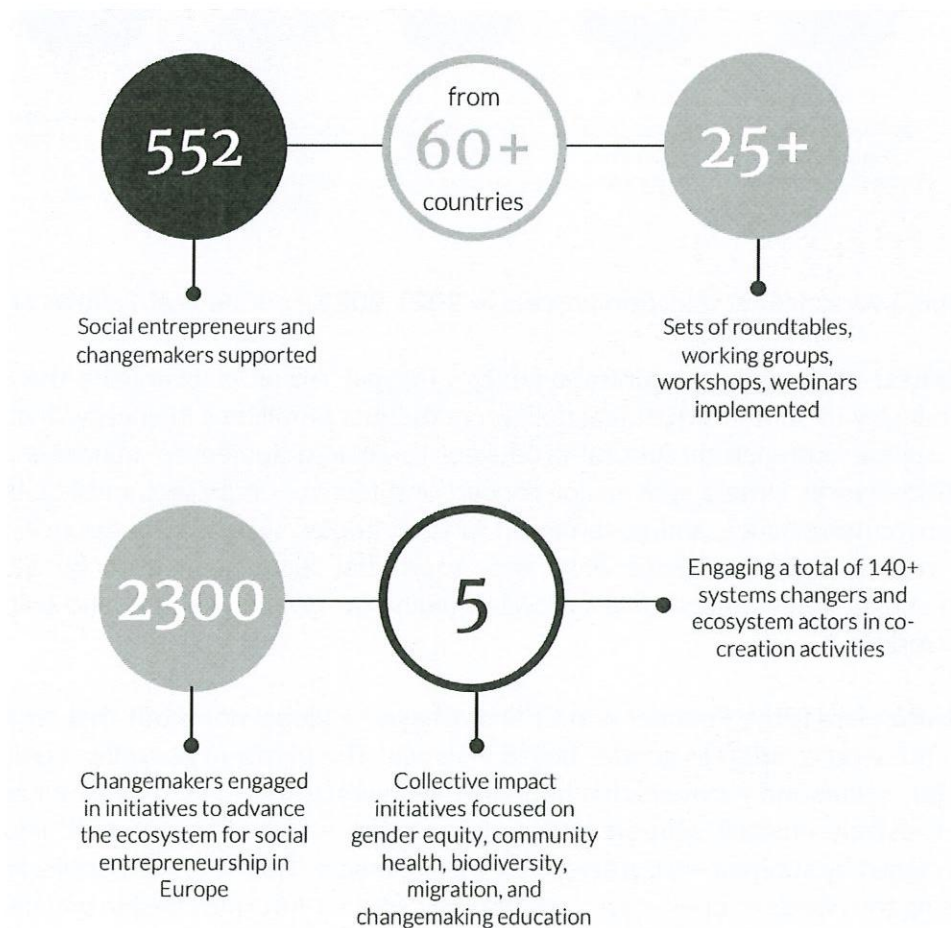 552
from
60+
countries
25+
Social entrepreneurs and
changemakers supported
Sets of roundtables,
working groups,
workshops, webinars
implemented
2300
5
Engaging a total of 140+
systems changers and
ecosystem actors in co-
creation activities
Changemakers engaged
in initiatives to advance
the ecosystem for social
entrepreneurship in
Europe
Collective impact
initiatives focused on
gender equity, community
health, biodiversity,
migration, and
changemaking education